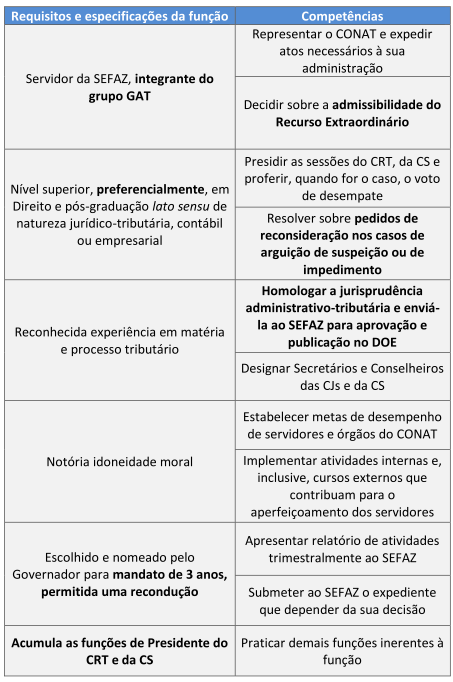 Requisitos e especificações da função
Competências
Servidor da SEFAZ, integrante do
grupo GAT
Representar o CONAT e expedir
atos necessários à sua
administração
Decidir sobre a admissibilidade do
Recurso Extraordinário
Nível superior, preferencialmente, em
Direito e pós-graduação lato sensu de
natureza jurídico-tributária, contábil
ou empresarial
Presidir as sessões do CRT, da CS e
proferir, quando for o caso, o voto
de desempate
Resolver sobre pedidos de
reconsideração nos casos de
arguição de suspeição ou de
impedimento
Reconhecida experiência em matéria
e processo tributário
Homologar a jurisprudência
administrativo-tributária e enviá-
la ao SEFAZ para aprovação e
publicação no DOE
Designar Secretários e Conselheiros
das CJs e da CS
Notória idoneidade moral
Estabelecer metas de desempenho
de servidores e órgãos do CONAT
Implementar atividades internas e,
inclusive, cursos externos que
contribuam para o
aperfeiçoamento dos servidores
Escolhido e nomeado pelo
Governador para mandato de 3 anos,
permitida uma recondução
Apresentar relatório de atividades
trimestralmente ao SEFAZ
Submeter ao SEFAZ o expediente
que depender da sua decisão
Acumula as funções de Presidente do
CRT e da CS
Praticar demais funções inerentes à
função